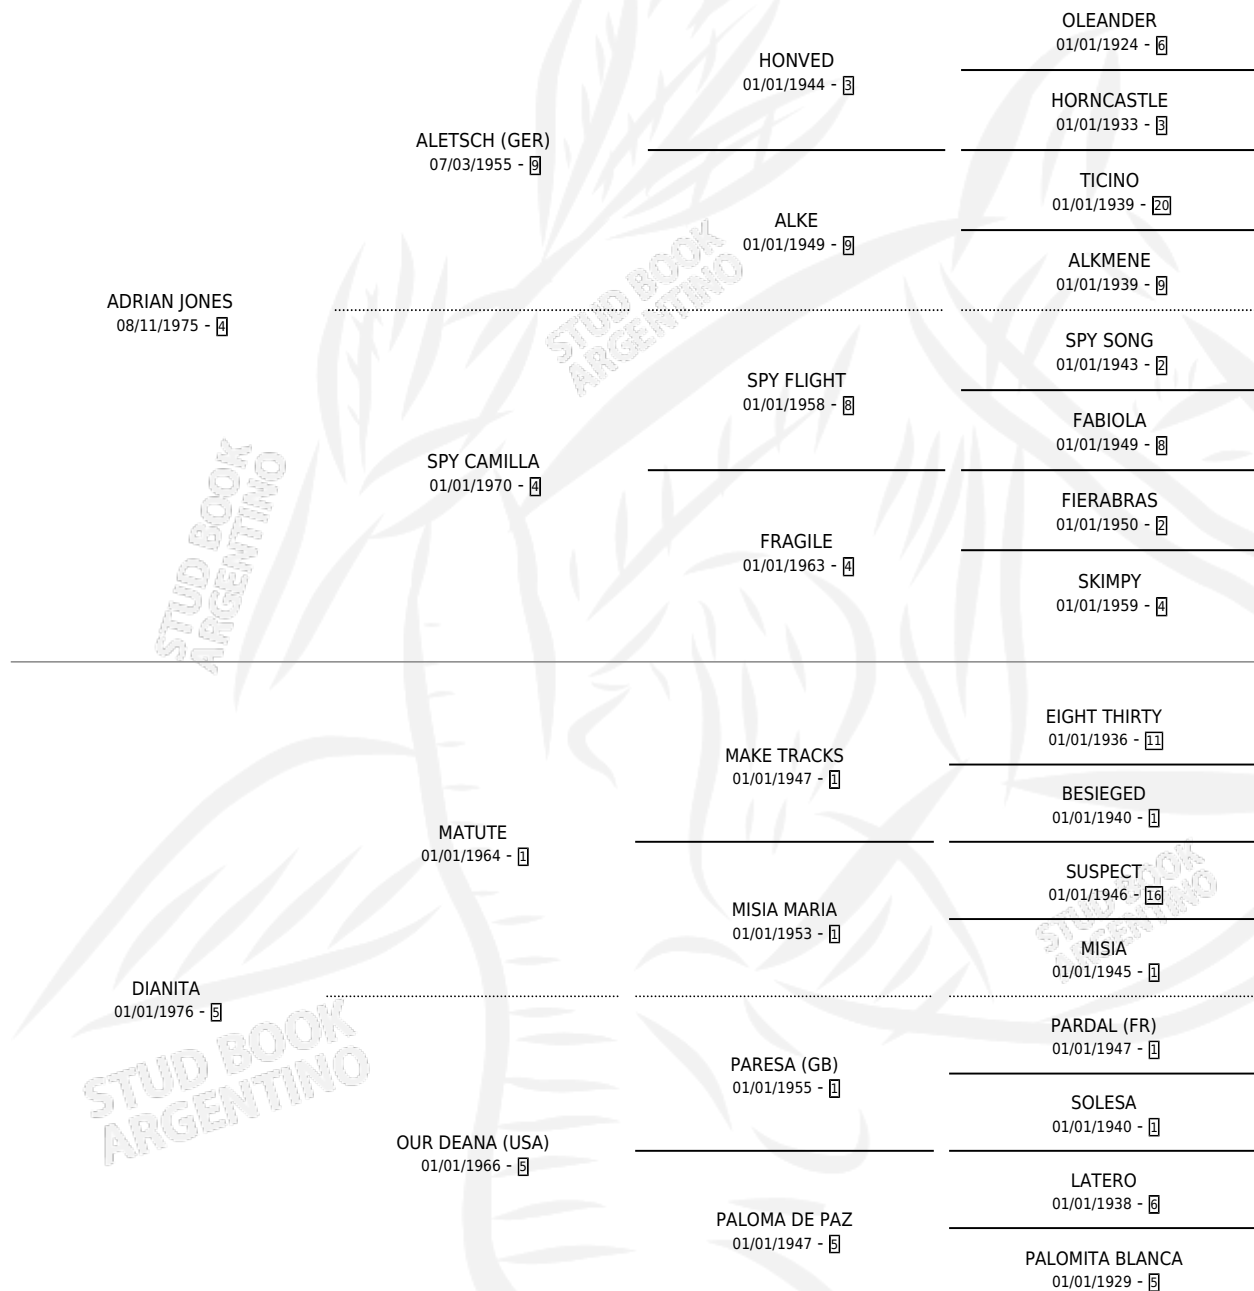 OLEANDER
01/01/1924 - 6
HONVED
01/01/1944 - 3
HORNCASTLE
01/01/1933 - 3
ALETSCH (GER)
07/03/1955 - 9
TICINO
01/01/1939 - 20
ALKE
01/01/1949 - 9
ALKMENE
01/01/1939 - 9
ADRIAN JONES
08/11/1975 - 4
SPY SONG
01/01/1943 - 2
SPY FLIGHT
01/01/1958 - 8
FABIOLA
01/01/1949 - 8
SPY CAMILLA
01/01/1970 - 4
FIERABRAS
01/01/1950 - 2
FRAGILE
01/01/1963 - 4
SKIMPY
01/01/1959 - 4
EIGHT THIRTY
01/01/1936 - 11
MAKE TRACKS
01/01/1947 - 1
BESIEGED
01/01/1940 - 1
MATUTE
01/01/1964 - 1
SUSPECT
01/01/1946 - 16
MISIA MARIA
01/01/1953 - 1
MISIA
01/01/1945 - 1
DIANITA
01/01/1976 - 5
PARDAL (FR)
01/01/1947 - 1
PARESA (GB)
01/01/1955 - 1
SOLESA
01/01/1940 - 1
OUR DEANA (USA)
01/01/1966 - 5
LATERO
01/01/1938 - 6
PALOMA DE PAZ
01/01/1947 - 5
PALOMITA BLANCA
01/01/1929 - 5
STUD BOOK
ARGENTINO
STUD BOOK
ARGENTINO
STUD BOOK
ARGENTINO
STUD BOOK
ARGENTINO